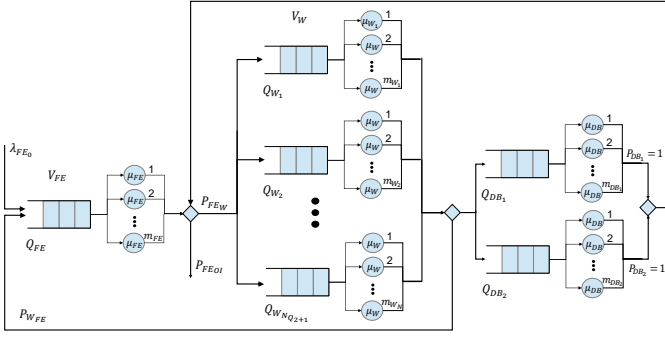 V_W
μ_{W_1} 1
μ_W 2
μ_W m_{W_1}
Q_{W_1}
λ_{FE_0}
V_{FE}
μ_{FE} 1
μ_{FE} 2
μ_{FE} m_{FE}
Q_{FE}
P_{FE_W}
P_{FE_{OI}}
P_{W_{FE}}
μ_W 1
μ_W 2
μ_W m_{W_2}
Q_{W_2}
μ_W 1
μ_W 2
μ_W m_{W_N}
Q_{W_{N_{Q_{2+1}}}}
μ_{DB} 1
μ_{DB} 2
μ_{DB} m_{DB_1}
Q_{DB_1}
P_{DB_1} = 1
μ_{DB} 1
μ_{DB} 2
μ_{DB} m_{DB_2}
Q_{DB_2}
P_{DB_2} = 1